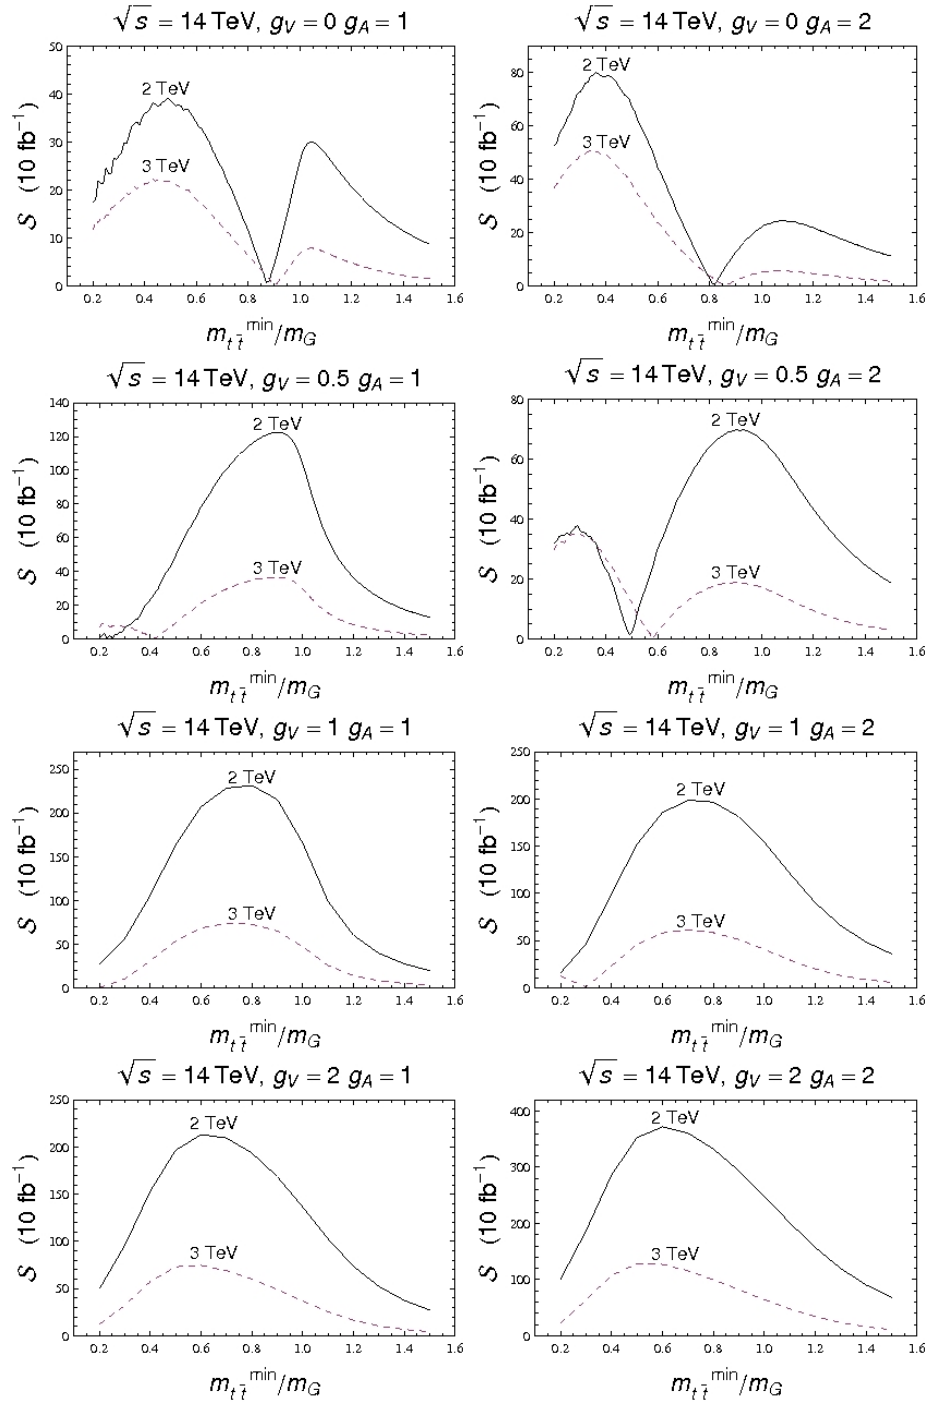 √s = 14 TeV, g_V = 0 g_A = 1
50
40
30
20
10
0
S (10 fb⁻¹)
2 TeV
3 TeV
0.2 0.4 0.6 0.8 1.0 1.2 1.4 1.6
m_{t t̄}^{min}/m_G
√s = 14 TeV, g_V = 0 g_A = 2
80
60
40
20
0
S (10 fb⁻¹)
2 TeV
3 TeV
0.2 0.4 0.6 0.8 1.0 1.2 1.4 1.6
m_{t t̄}^{min}/m_G
√s = 14 TeV, g_V = 0.5 g_A = 1
140
120
100
80
60
40
20
0
S (10 fb⁻¹)
2 TeV
3 TeV
0.2 0.4 0.6 0.8 1.0 1.2 1.4 1.6
m_{t t̄}^{min}/m_G
√s = 14 TeV, g_V = 0.5 g_A = 2
80
60
40
20
0
S (10 fb⁻¹)
2 TeV
3 TeV
0.2 0.4 0.6 0.8 1.0 1.2 1.4 1.6
m_{t t̄}^{min}/m_G
√s = 14 TeV, g_V = 1 g_A = 1
250
200
150
100
50
0
S (10 fb⁻¹)
2 TeV
3 TeV
0.2 0.4 0.6 0.8 1.0 1.2 1.4 1.6
m_{t t̄}^{min}/m_G
√s = 14 TeV, g_V = 1 g_A = 2
250
200
150
100
50
0
S (10 fb⁻¹)
2 TeV
3 TeV
0.2 0.4 0.6 0.8 1.0 1.2 1.4 1.6
m_{t t̄}^{min}/m_G
√s = 14 TeV, g_V = 2 g_A = 1
250
200
150
100
50
0
S (10 fb⁻¹)
2 TeV
3 TeV
0.2 0.4 0.6 0.8 1.0 1.2 1.4 1.6
m_{t t̄}^{min}/m_G
√s = 14 TeV, g_V = 2 g_A = 2
400
300
200
100
0
S (10 fb⁻¹)
2 TeV
3 TeV
0.2 0.4 0.6 0.8 1.0 1.2 1.4 1.6
m_{t t̄}^{min}/m_G